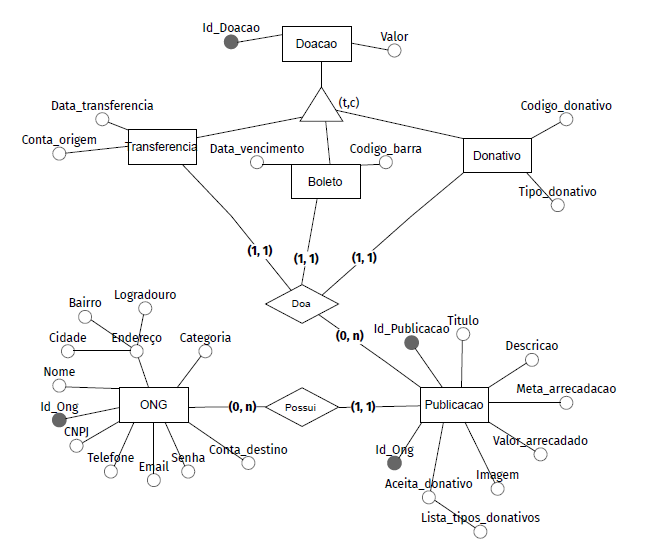 Id_Doacao
Doacao
Valor
(t,c)
Data_transferencia
Codigo_donativo
Conta_origem
Transferencia
Data_vencimento
Codigo_barra
Donativo
Boleto
Tipo_donativo
(1, 1)
(1, 1)
(1, 1)
Doa
Bairro
Logradouro
(0, n)
Id_Publicacao
Titulo
Cidade
Endereço
Categoria
Descricao
Nome
Meta_arrecadacao
Id_Ong
ONG
(0, n)
Possui
(1, 1)
Publicacao
CNPJ
Valor_arrecadado
Telefone
Email
Senha
Conta_destino
Id_Ong
Aceita_donativo
Imagem
Lista_tipos_donativos